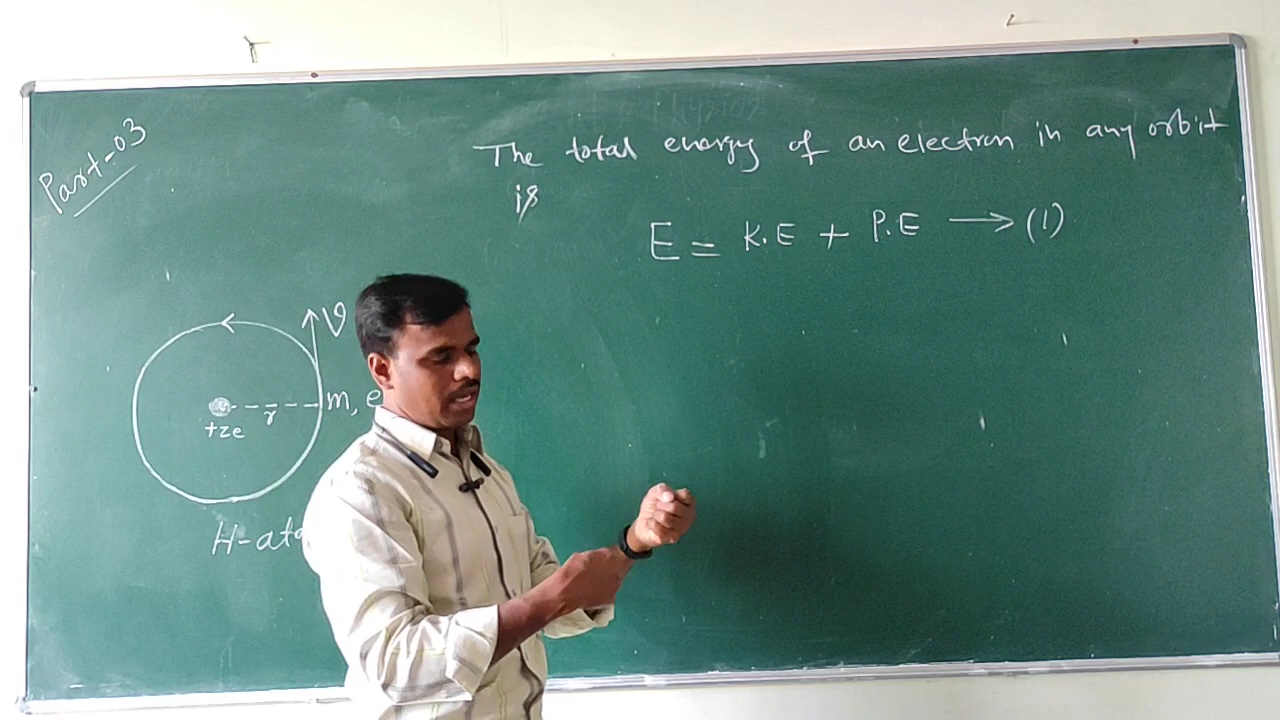 Part-03
The total energy of an electron in any orbit
is
E = K.E + P.E → (1)
V
m, e
r
+ze
H-ato